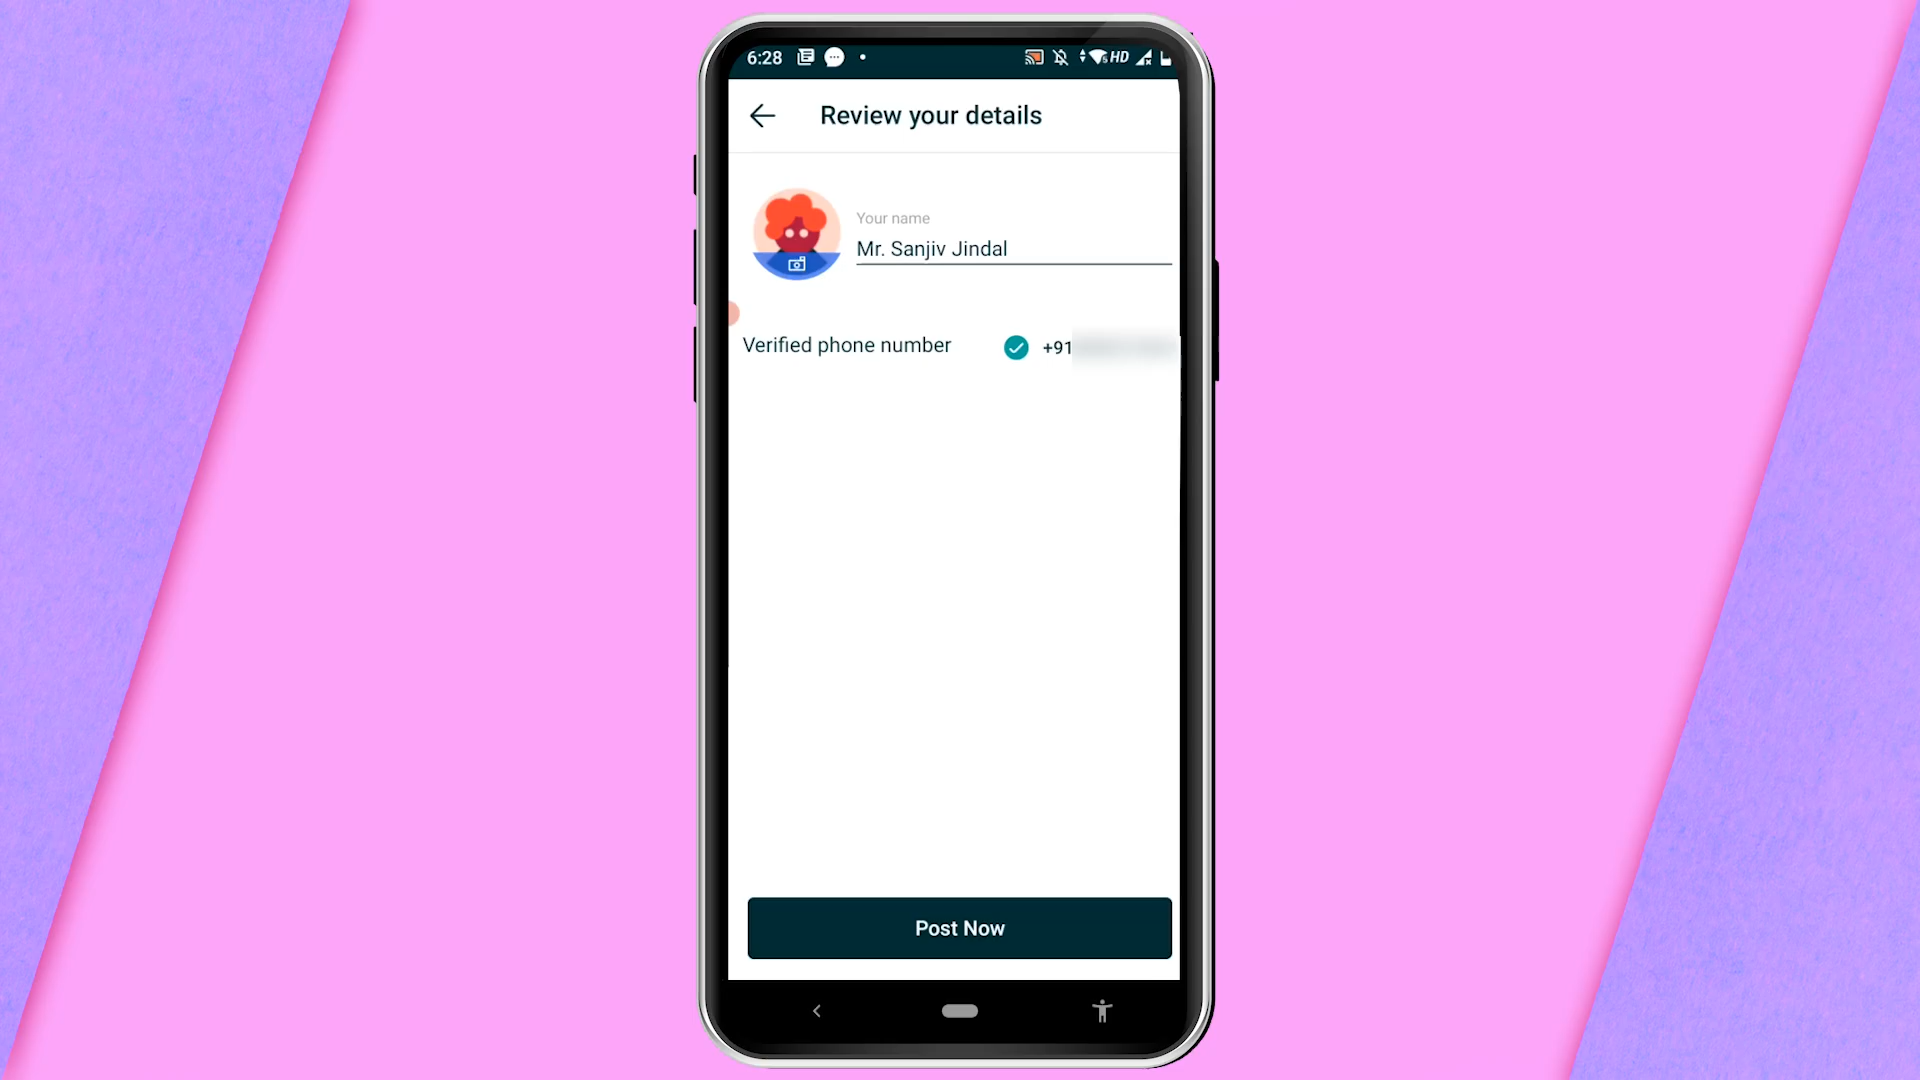 6:28 HD
Review your details
Your name
Mr. Sanjiv Jindal
Verified phone number +91
Post Now